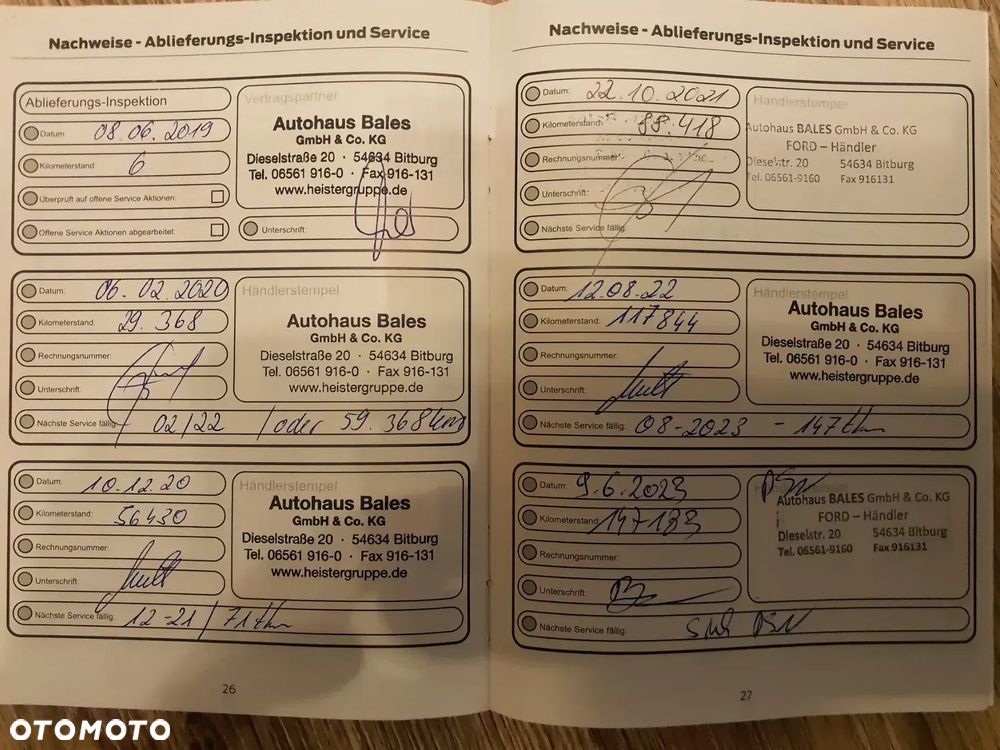 Nachweise - Ablieferungs-Inspektion und Service
Ablieferungs-Inspektion
Datum 08.06.2019
Kilometerstand 6
Überprüft auf offene Service Aktionen:
Offene Service Aktionen abgearbeitet:
Vertragspartner
Autohaus Bales
GmbH & Co. KG
Dieselstraße 20 · 54634 Bitburg
Tel. 06561 916-0 · Fax 916-131
www.heistergruppe.de
Unterschrift:
Datum: 06.02.2020
Kilometerstand: 29.368
Rechnungsnummer:
Unterschrift:
Nächste Service fällig: 02/22 /oder 59.368 km
Händlerstempel
Autohaus Bales
GmbH & Co. KG
Dieselstraße 20 · 54634 Bitburg
Tel. 06561 916-0 · Fax 916-131
www.heistergruppe.de
Datum: 10.12.20
Kilometerstand: 56430
Rechnungsnummer:
Unterschrift:
Nächste Service fällig: 12-21 / 71
Händlerstempel
Autohaus Bales
GmbH & Co. KG
Dieselstraße 20 · 54634 Bitburg
Tel. 06561 916-0 · Fax 916-131
www.heistergruppe.de
26
Nachweise - Ablieferungs-Inspektion und Service
Datum: 22.10.2021
Kilometerstand: 88.418
Rechnungsnummer
Unterschrift:
Nächste Service fällig:
Händlerstempel
Autohaus BALES GmbH & Co. KG
FORD – Händler
Dieselstr. 20 54634 Bitburg
Tel. 06561-9160 Fax 916131
Datum: 12.08.22
Kilometerstand: 117844
Rechnungsnummer:
Unterschrift:
Nächste Service fällig: 08-2023 - 147
Händlerstempel
Autohaus Bales
GmbH & Co. KG
Dieselstraße 20 · 54634 Bitburg
Tel. 06561 916-0 · Fax 916-131
www.heistergruppe.de
Datum: 9.6.2023
Kilometerstand: 147183
Rechnungsnummer:
Unterschrift:
Nächste Service fällig:
Autohaus BALES GmbH & Co. KG
FORD – Händler
Dieselstr. 20 54634 Bitburg
Tel. 06561-9160 Fax 916131
27
OTOMOTO